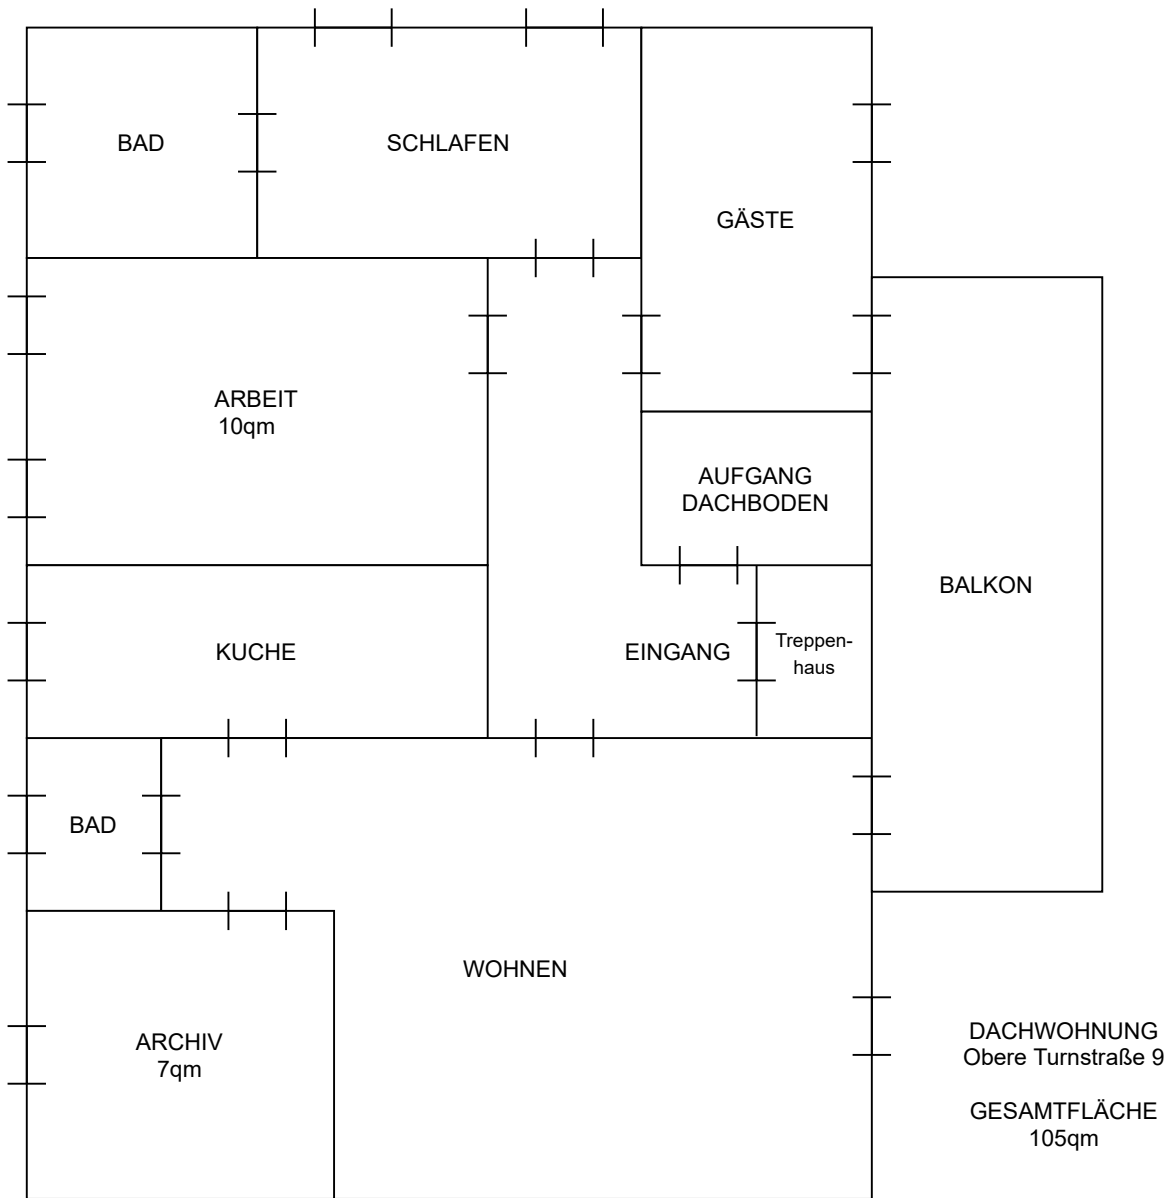 BAD
SCHLAFEN
GÄSTE
ARBEIT
10qm
AUFGANG
DACHBODEN
BALKON
KUCHE
EINGANG
Treppen-
haus
BAD
WOHNEN
ARCHIV
7qm
DACHWOHNUNG
Obere Turnstraße 9
GESAMTFLÄCHE
105qm